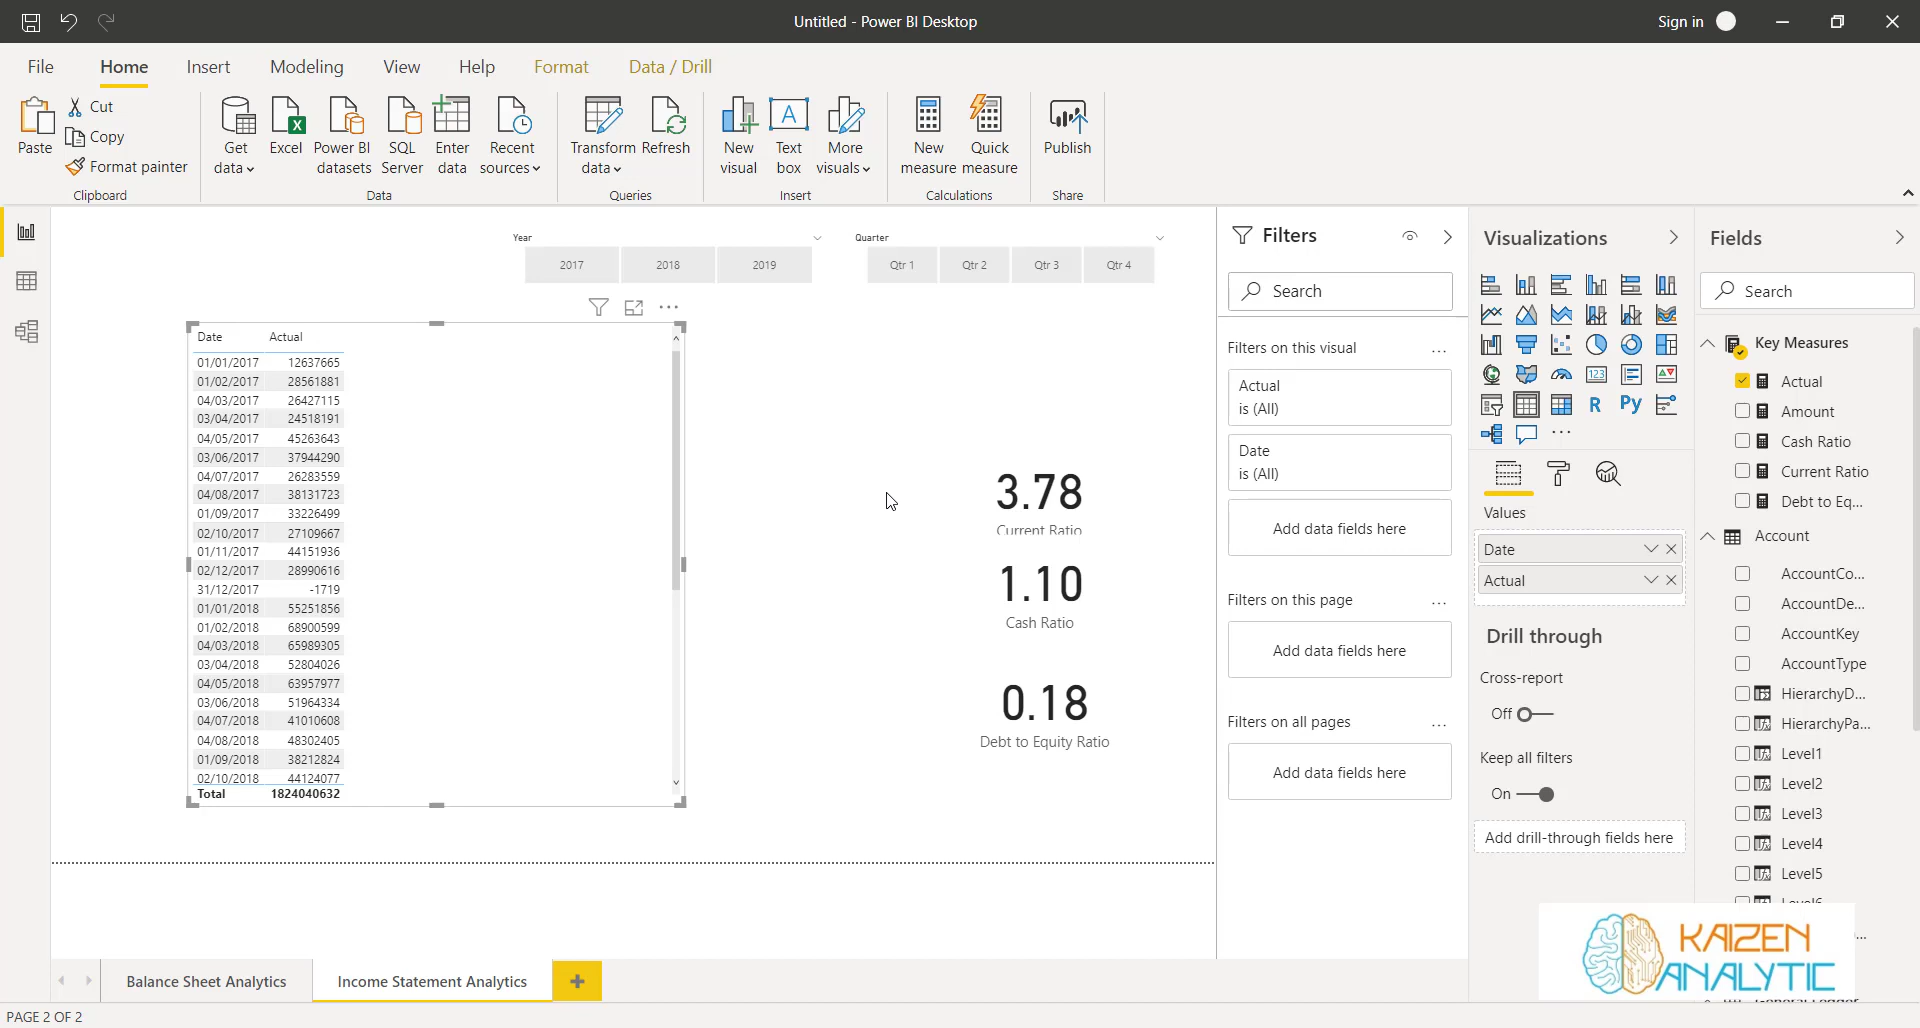 Untitled - Power BI Desktop
Sign in
File Home Insert Modeling View Help Format Data / Drill
Paste
Cut
Copy
Format painter
Clipboard
Get data
Excel
Power BI datasets
SQL Server
Enter data
Recent sources
Data
Transform data
Refresh
Queries
New visual
Text box
More visuals
Insert
New measure
Quick measure
Calculations
Publish
Share
Year
2017 2018 2019
Quarter
Qtr 1 Qtr 2 Qtr 3 Qtr 4
Date Actual
01/01/2017 12637665
01/02/2017 28561881
04/03/2017 26427115
03/04/2017 24518191
04/05/2017 45263643
03/06/2017 37944290
04/07/2017 26283559
04/08/2017 38131723
01/09/2017 33226499
02/10/2017 27109667
01/11/2017 44151936
02/12/2017 28990616
31/12/2017 -1719
01/01/2018 55251856
01/02/2018 68900599
04/03/2018 65989305
03/04/2018 52804026
04/05/2018 63957977
03/06/2018 51964334
04/07/2018 41010608
04/08/2018 48302405
01/09/2018 38212824
02/10/2018 44124077
Total 1824040632
3.78
Current Ratio
1.10
Cash Ratio
0.18
Debt to Equity Ratio
Filters
Search
Filters on this visual ...
Actual
is (All)
Date
is (All)
Add data fields here
Filters on this page ...
Add data fields here
Filters on all pages ...
Add data fields here
Visualizations
123
R Py
...
Values
Date
Actual
Drill through
Cross-report
Off
Keep all filters
On
Add drill-through fields here
Fields
Search
Key Measures
Actual
Amount
Cash Ratio
Current Ratio
Debt to Eq...
Account
AccountCo...
AccountDe...
AccountKey
AccountType
HierarchyD...
HierarchyPa...
Level1
Level2
Level3
Level4
Level5
KAIZEN
ANALYTIC
Balance Sheet Analytics
Income Statement Analytics
PAGE 2 OF 2